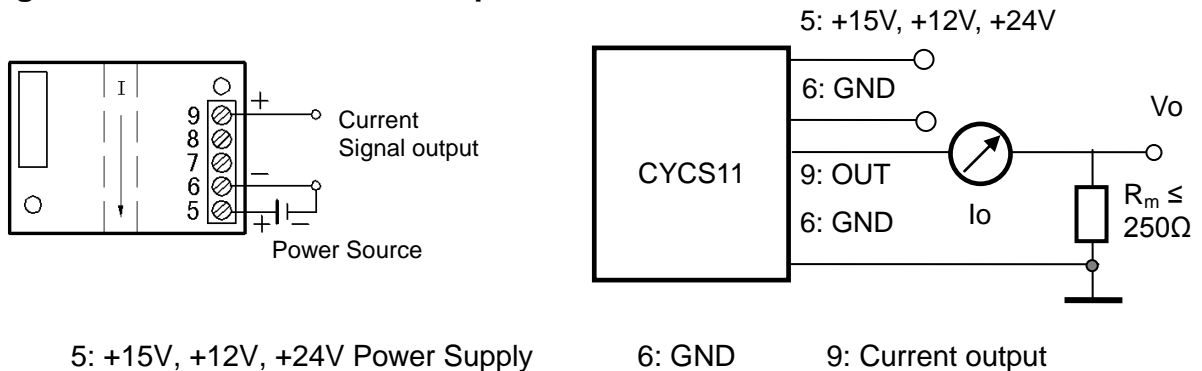 I
9
8
7
6
5
+
−
+
−
Current
Signal output
Power Source
5: +15V, +12V, +24V
6: GND
CYCS11
9: OUT
6: GND
Io
Vo
Rm ≤
250Ω
5: +15V, +12V, +24V Power Supply 6: GND 9: Current output